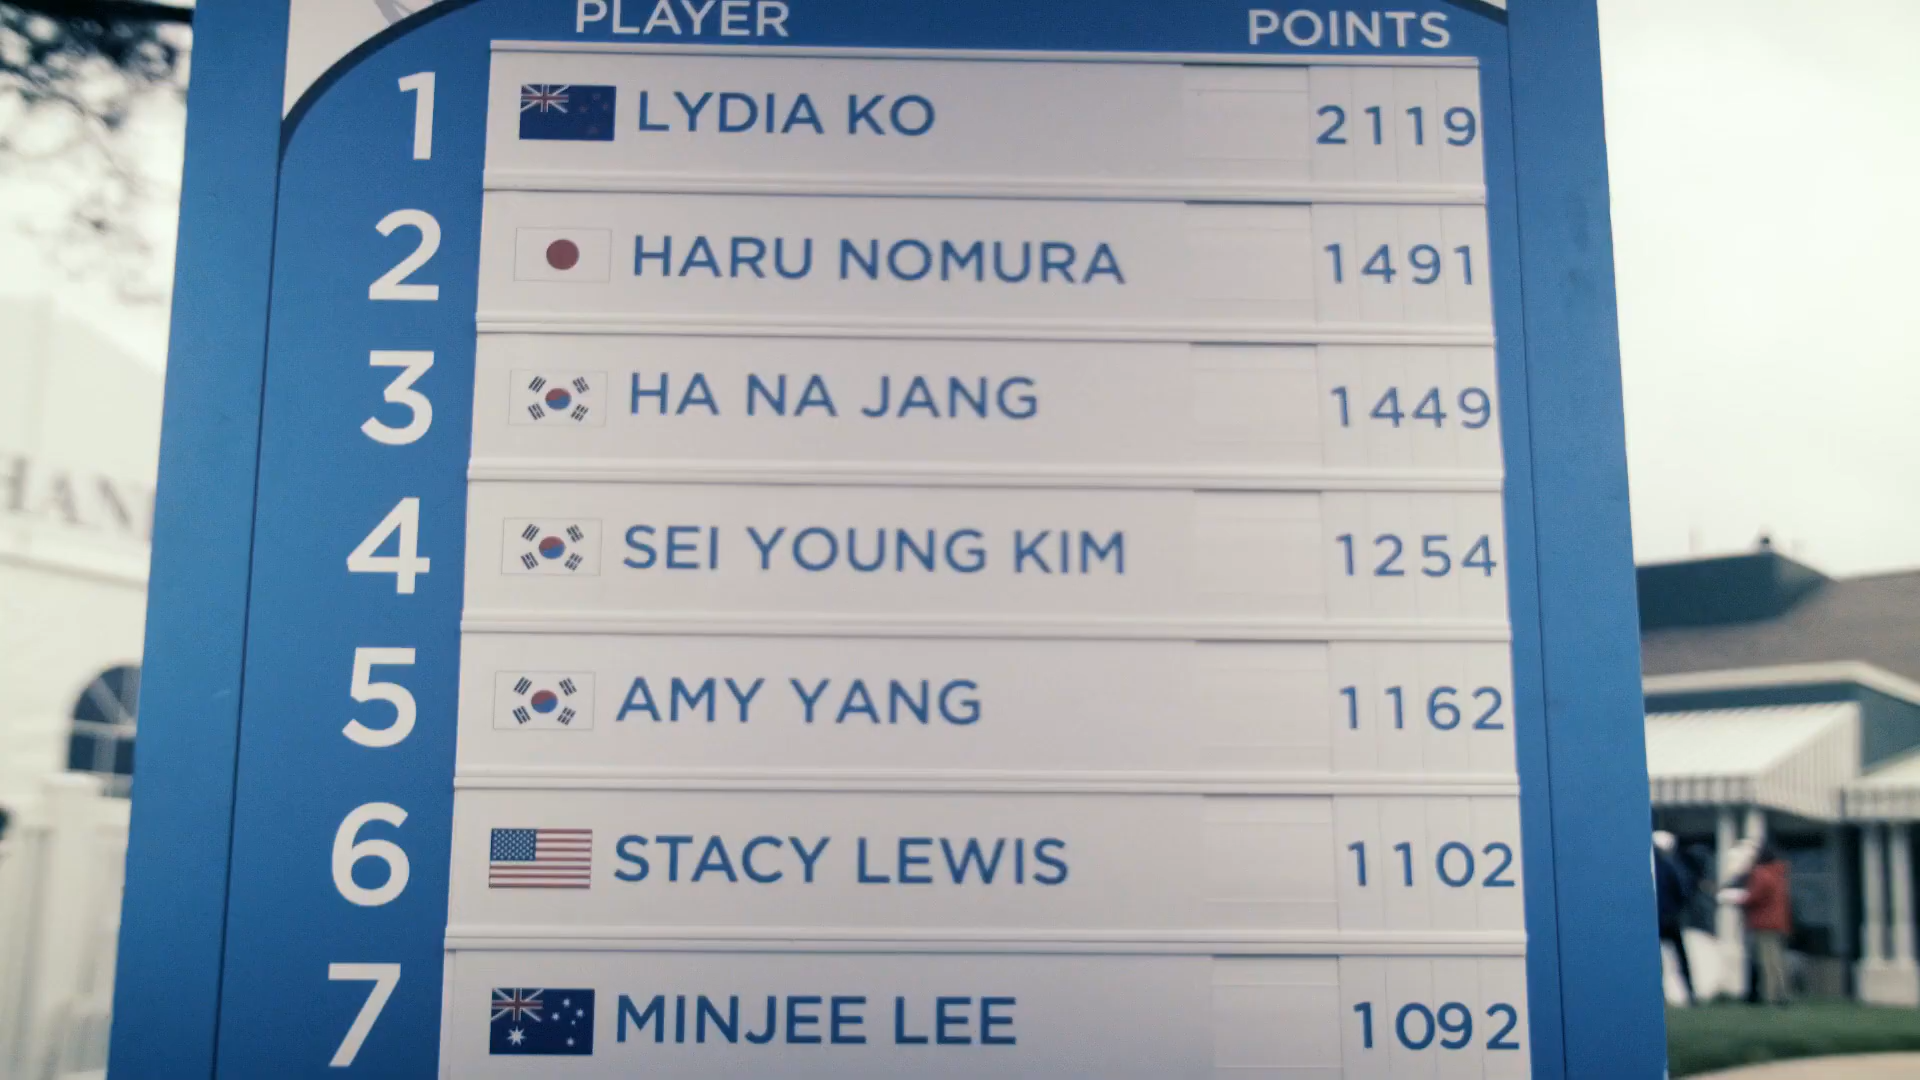 PLAYER POINTS
1 LYDIA KO 2119
2 HARU NOMURA 1491
3 HA NA JANG 1449
4 SEI YOUNG KIM 1254
5 AMY YANG 1162
6 STACY LEWIS 1102
7 MINJEE LEE 1092